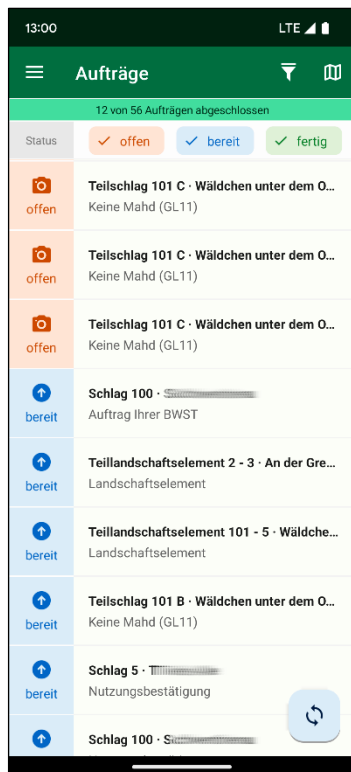 13:00 LTE
Aufträge
12 von 56 Aufträgen abgeschlossen
Status offen bereit fertig
Teilschlag 101 C · Wäldchen unter dem O...
offen Keine Mahd (GL11)
Teilschlag 101 C · Wäldchen unter dem O...
offen Keine Mahd (GL11)
Teilschlag 101 C · Wäldchen unter dem O...
offen Keine Mahd (GL11)
Schlag 100 ·
bereit Auftrag Ihrer BWST
Teillandschaftselement 2 - 3 · An der Gre...
bereit Landschaftselement
Teillandschaftselement 101 - 5 · Wäldche...
bereit Landschaftselement
Teilschlag 101 B · Wäldchen unter dem O...
bereit Keine Mahd (GL11)
Schlag 5 ·
bereit Nutzungsbestätigung
Schlag 100 ·